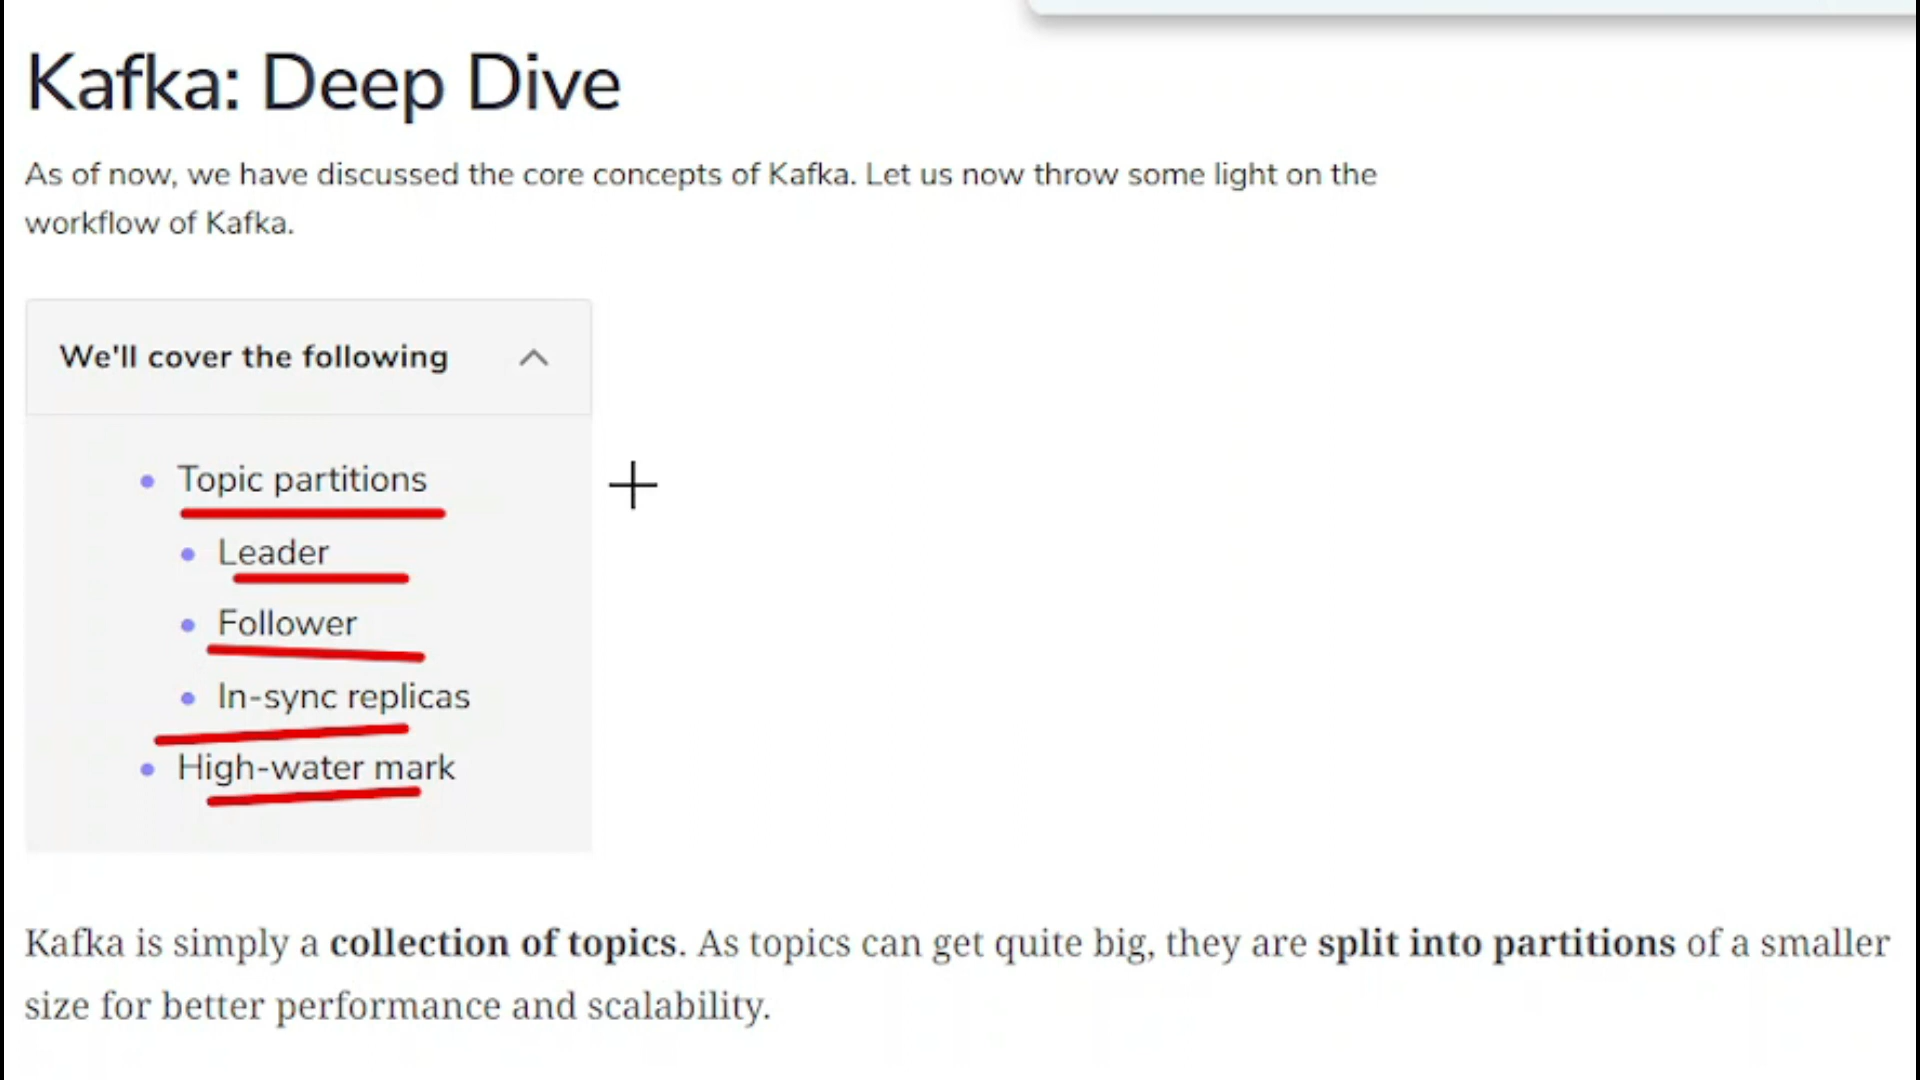 Kafka: Deep Dive
As of now, we have discussed the core concepts of Kafka. Let us now throw some light on the
workflow of Kafka.
We'll cover the following
Topic partitions
Leader
Follower
In-sync replicas
High-water mark
Kafka is simply a collection of topics. As topics can get quite big, they are split into partitions of a smaller
size for better performance and scalability.